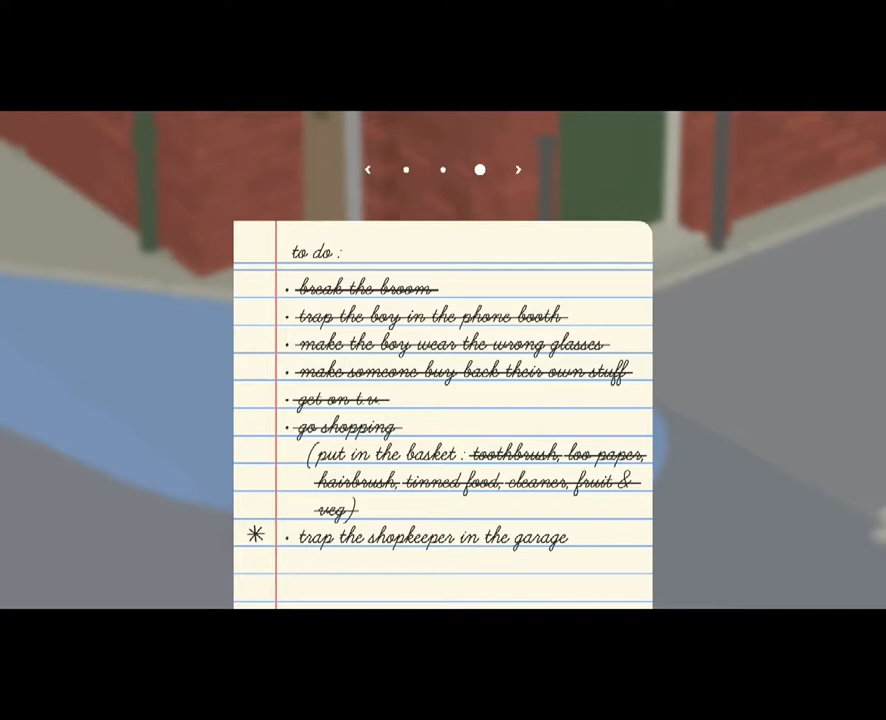 to do :
· break the broom
· trap the boy in the phone booth
· make the boy wear the wrong glasses
· make someone buy back their own stuff
· get on t.v.
· go shopping
(put in the basket : toothbrush, loo paper,
hairbrush, tinned food, cleaner, fruit &
veg)
* · trap the shopkeeper in the garage